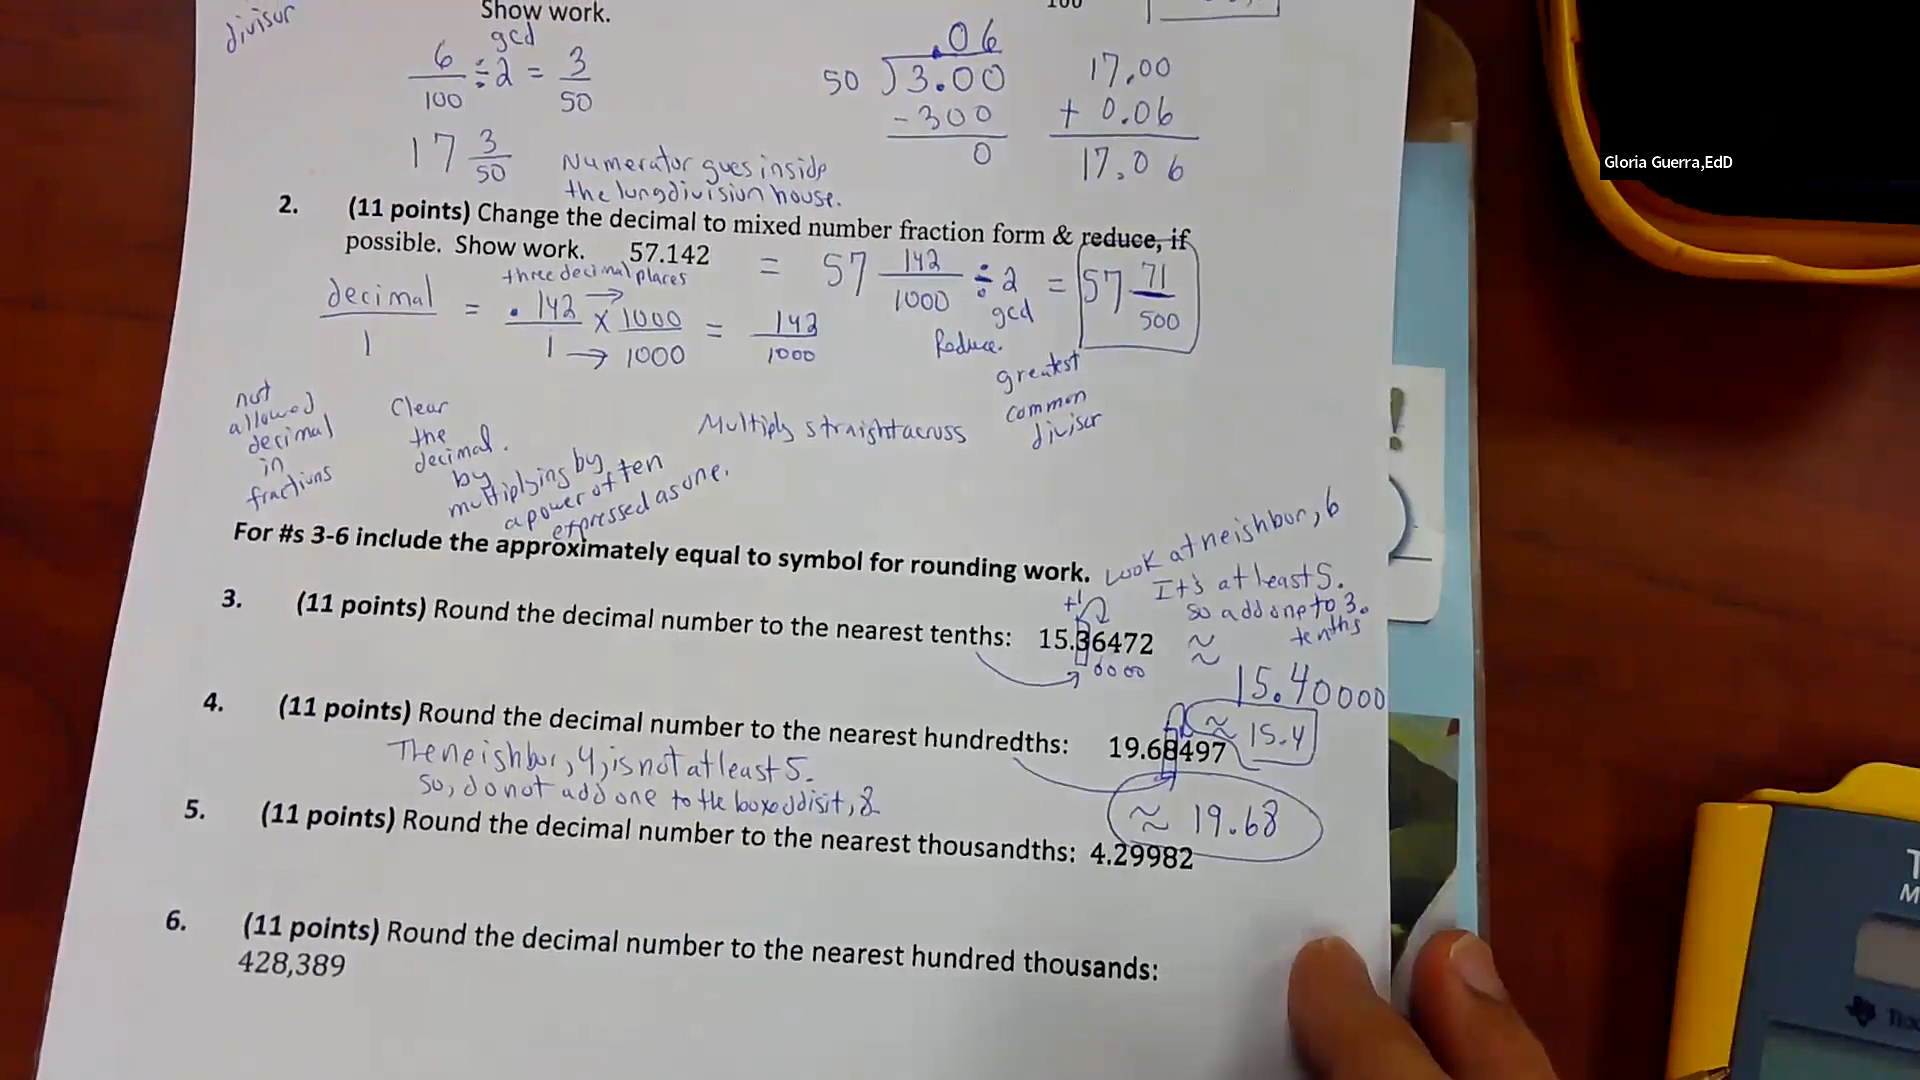 divisor
Show work.
gcd
6/100 ÷ 2 = 3/50
17 3/50
.06
50 ) 3.00
- 300
0
17.00
+ 0.06
17.06
Numerator goes inside
the long division house.
Gloria Guerra,EdD
2. (11 points) Change the decimal to mixed number fraction form & reduce, if
possible. Show work. 57.142 = 57 142/1000 ÷ 2 = 57 71/500
gcd
three decimal places
decimal/1 = .142/1 x 1000/1000 = 142/1000
Reduce.
greatest
common
divisor
not
allowed
decimal
in
fractions
Clear
the
decimal.
by
multiplying by
a power of ten
expressed as one.
Multiply straight across
For #s 3-6 include the approximately equal to symbol for rounding work.
Look at neighbor, 6
It's at least 5.
so add one to 3.
tenths
+1
3. (11 points) Round the decimal number to the nearest tenths: 15.36472 ≈
0000
15.40000
≈ 15.4
4. (11 points) Round the decimal number to the nearest hundredths: 19.68497
The neighbor, 4, is not at least 5.
So, do not add one to the boxed digit, 8
≈ 19.68
5. (11 points) Round the decimal number to the nearest thousandths: 4.29982
6. (11 points) Round the decimal number to the nearest hundred thousands:
428,389